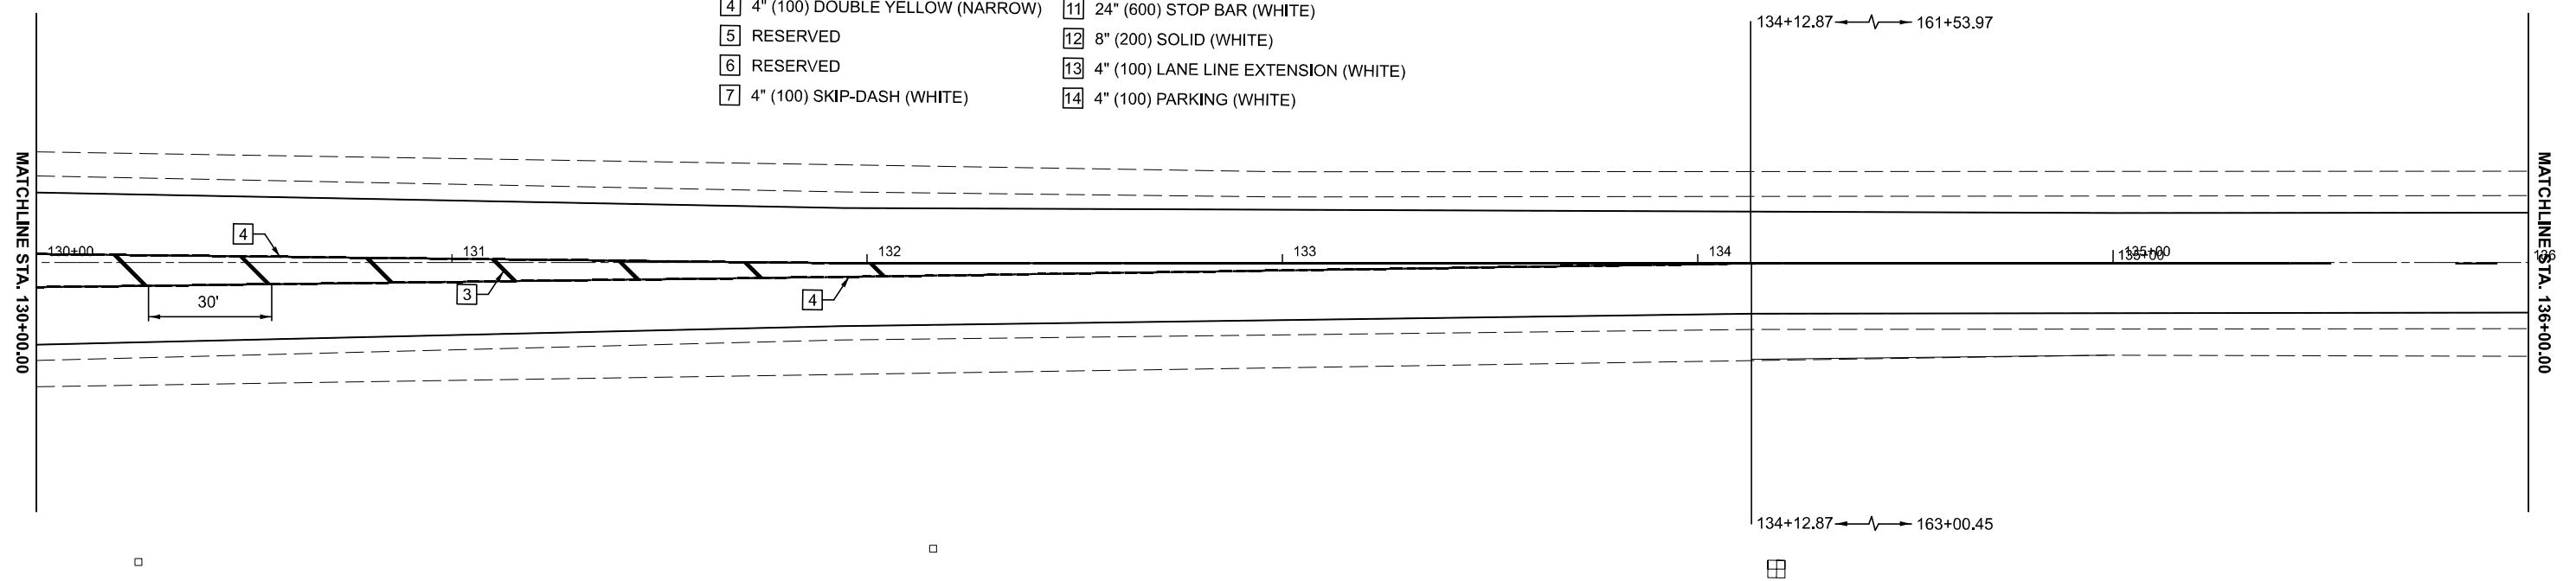 4 4" (100) DOUBLE YELLOW (NARROW)
5 RESERVED
6 RESERVED
7 4" (100) SKIP-DASH (WHITE)
11 24" (600) STOP BAR (WHITE)
12 8" (200) SOLID (WHITE)
13 4" (100) LANE LINE EXTENSION (WHITE)
14 4" (100) PARKING (WHITE)
134+12.87 161+53.97
MATCHLINE STA. 130+00.00
4
130+00
131
132
133
134
135+00
135+00
136
30'
3
4
MATCHLINE STA. 136+00.00
134+12.87 163+00.45